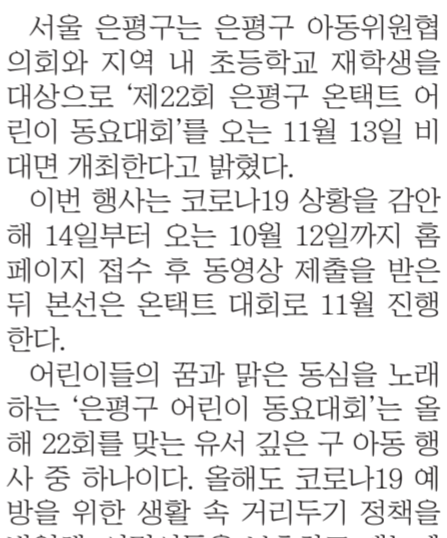 서울 은평구는 은평구 아동위원협
의회와 지역 내 초등학교 재학생을
대상으로 ‘제22회 은평구 온택트 어
린이 동요대회’를 오는 11월 13일 비
대면 개최한다고 밝혔다.
이번 행사는 코로나19 상황을 감안
해 14일부터 오는 10월 12일까지 홈
페이지 접수 후 동영상 제출을 받은
뒤 본선은 온택트 대회로 11월 진행
한다.
어린이들의 꿈과 맑은 동심을 노래
하는 ‘은평구 어린이 동요대회’는 올
해 22회를 맞는 유서 깊은 구 아동 행
사 중 하나이다. 올해도 코로나19 예
방을 위한 생활 속 거리두기 정책을